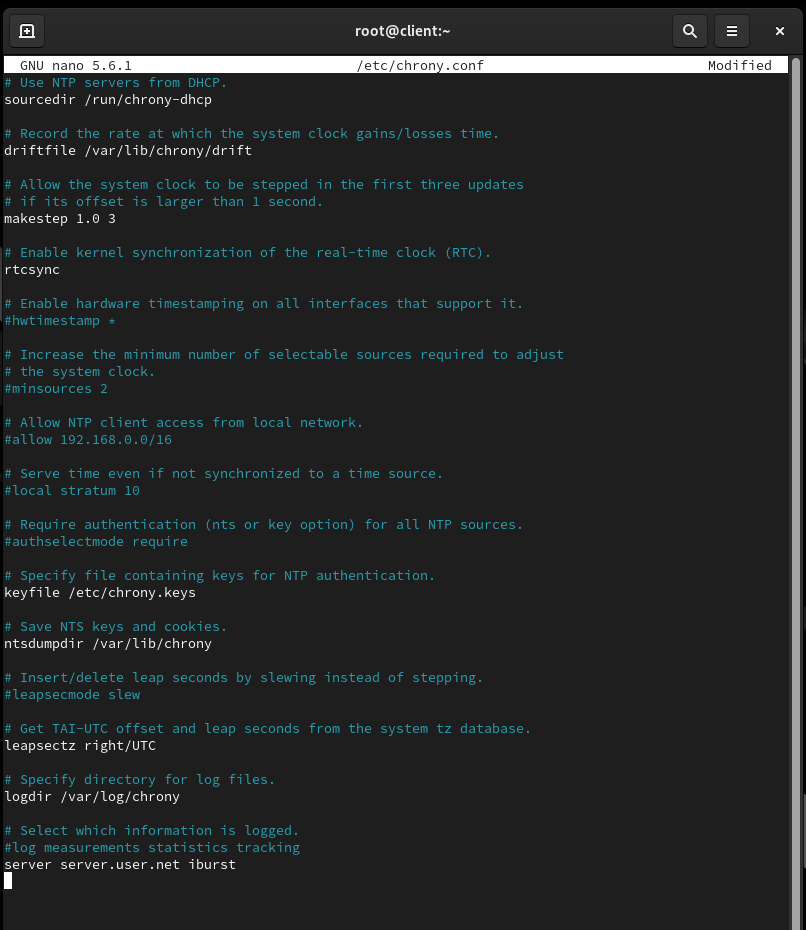 root@client:~
GNU nano 5.6.1 /etc/chrony.conf Modified
# Use NTP servers from DHCP.
sourcedir /run/chrony-dhcp
# Record the rate at which the system clock gains/losses time.
driftfile /var/lib/chrony/drift
# Allow the system clock to be stepped in the first three updates
# if its offset is larger than 1 second.
makestep 1.0 3
# Enable kernel synchronization of the real-time clock (RTC).
rtcsync
# Enable hardware timestamping on all interfaces that support it.
#hwtimestamp *
# Increase the minimum number of selectable sources required to adjust
# the system clock.
#minsources 2
# Allow NTP client access from local network.
#allow 192.168.0.0/16
# Serve time even if not synchronized to a time source.
#local stratum 10
# Require authentication (nts or key option) for all NTP sources.
#authselectmode require
# Specify file containing keys for NTP authentication.
keyfile /etc/chrony.keys
# Save NTS keys and cookies.
ntsdumpdir /var/lib/chrony
# Insert/delete leap seconds by slewing instead of stepping.
#leapsecmode slew
# Get TAI-UTC offset and leap seconds from the system tz database.
leapsectz right/UTC
# Specify directory for log files.
logdir /var/log/chrony
# Select which information is logged.
#log measurements statistics tracking
server server.user.net iburst